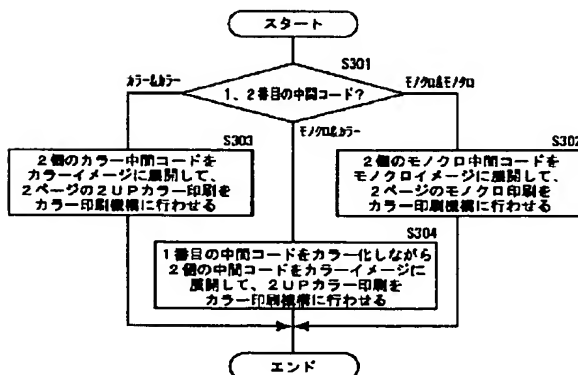 スタート
S301
カラー&カラー
1、2番目の中間コード?
モノクロ&モノクロ
モノクロ&カラー
S303
2個のカラー中間コードを
カラーイメージに展開して、
2ページの2UPカラー印刷を
カラー印刷機構に行わせる
S302
2個のモノクロ中間コードを
モノクロイメージに展開して、
2ページのモノクロ印刷を
カラー印刷機構に行わせる
S304
1番目の中間コードをカラー化しながら
2個の中間コードをカラーイメージに
展開して、2UPカラー印刷を
カラー印刷機構に行わせる
エンド